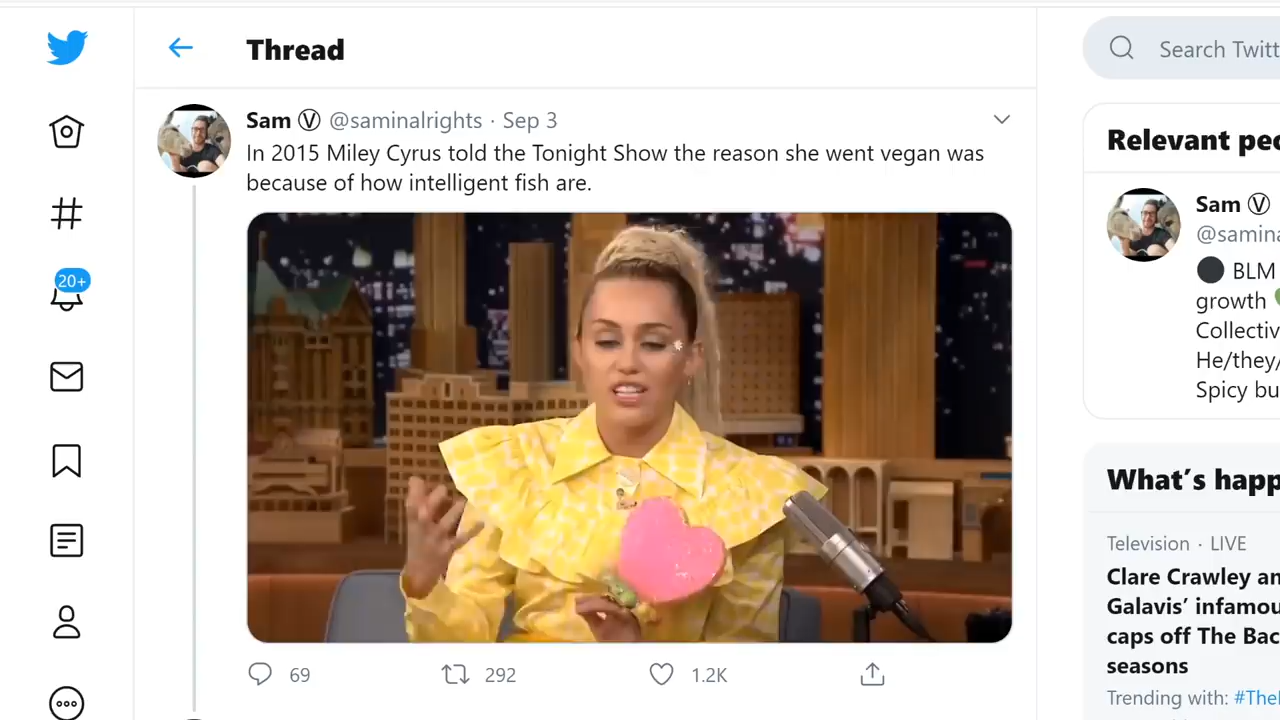 Thread
Search Twitt
Sam Ⓥ @saminalrights · Sep 3
In 2015 Miley Cyrus told the Tonight Show the reason she went vegan was
because of how intelligent fish are.
20+
69
292
1.2K
Relevant peo
Sam Ⓥ
@samina
BLM
growth
Collectiv
He/they/
Spicy bu
What's happ
Television · LIVE
Clare Crawley an
Galavis' infamou
caps off The Bac
seasons
Trending with: #TheB